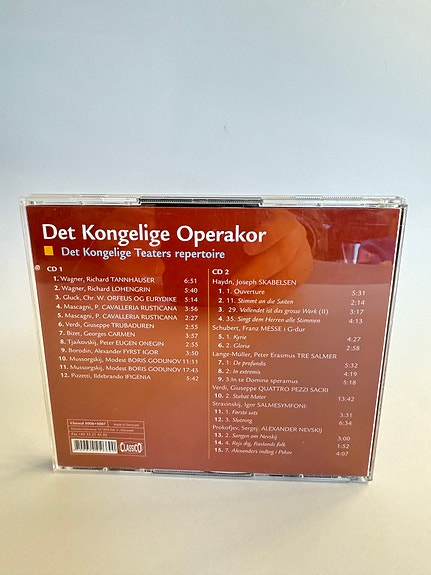 Det Kongelige Operakor
Det Kongelige Teaters repertoire
CD 1
1. Wagner, Richard TANNHÄUSER 6:51
2. Wagner, Richard LOHENGRIN 5:40
3. Gluck, Chr. W. ORFEUS OG EURYDIKE 5:14
4. Mascagni, P. CAVALLERIA RUSTICANA 3:56
5. Mascagni, P. CAVALLERIA RUSTICANA 2:27
6. Verdi, Giuseppe TRUBADUREN 2:55
7. Bizet, Georges CARMEN 3:57
8. Tjajkovskij, Peter EUGEN ONEGIN 2:55
9. Borodin, Alexander FYRST IGOR 3:30
10. Mussorgskij, Modest BORIS GODUNOV 11:11
11. Mussorgskij, Modest BORIS GODUNOV 7:43
12. Pizzetti, Ildebrando IFIGENIA 5:42
CD 2
Haydn, Joseph SKABELSEN
1. 1. Ouverture 5:31
2. 11. Stimmt an die Saiten 2:14
3. 29. Vollendet ist das grosse Werk (II) 3:17
4. 35. Singt dem Herren alle Stimmen 4:13
Schubert, Franz MESSE i G-dur
5. 1. Kyrie 4:27
6. 2. Gloria 2:58
Lange-Müller, Peter Erasmus TRE SALMER
7. 1. De profundis 5:32
8. 2. In extremis 4:19
9. 3 In te Domine speramus 5:18
Verdi, Giuseppe QUATTRO PEZZI SACRI
10. 2. Stabat Mater 13:42
Stravinskij, Igor SALMESYMFONI:
11. 1. Første sats 3:31
12. 3. Slutning 6:34
Prokofjev, Sergej: ALEXANDER NEVSKIJ
13. 2. Sangen om Nevskij 3:00
14. 4. Rejs dig, Ruslands folk 1:52
15. 7. Alexanders indtog i Pskov 4:07
CLASSICO